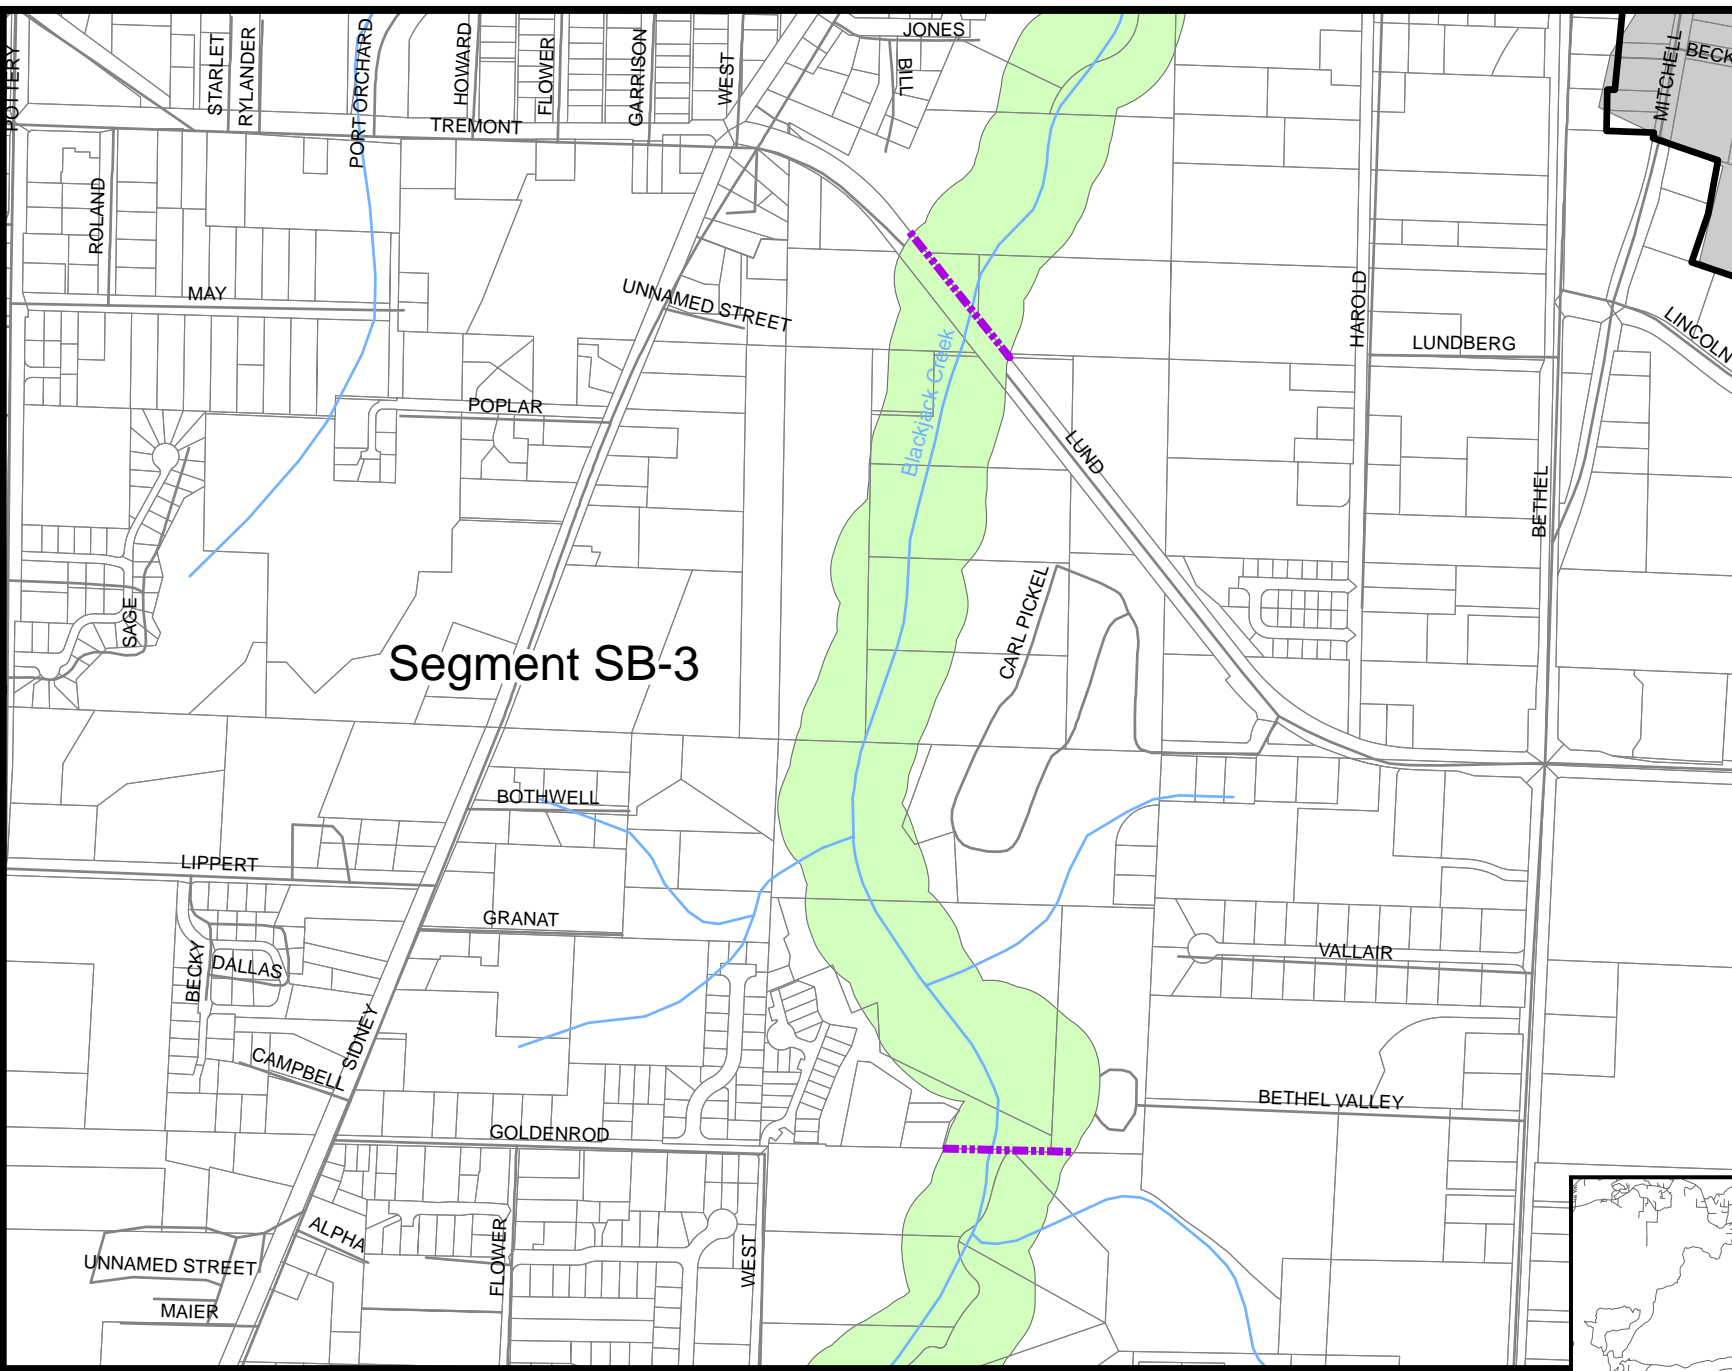 JONES
POTTERY
STARLET
RYLANDER
PORT ORCHARD
HOWARD
FLOWER
GARRISON
WEST
BILL
MITCHELL
BECK
TREMONT
ROLAND
MAY
UNNAMED STREET
HAROLD
LUNDBERG
LINCOLN
POPLAR
Blackjack Creek
LUND
BETHEL
SAGE
CARL PICKEL
Segment SB-3
BOTHWELL
LIPPERT
GRANAT
BECKY
DALLAS
VALLAIR
SIDNEY
CAMPBELL
BETHEL VALLEY
GOLDENROD
ALPHA
FLOWER
WEST
UNNAMED STREET
MAIER